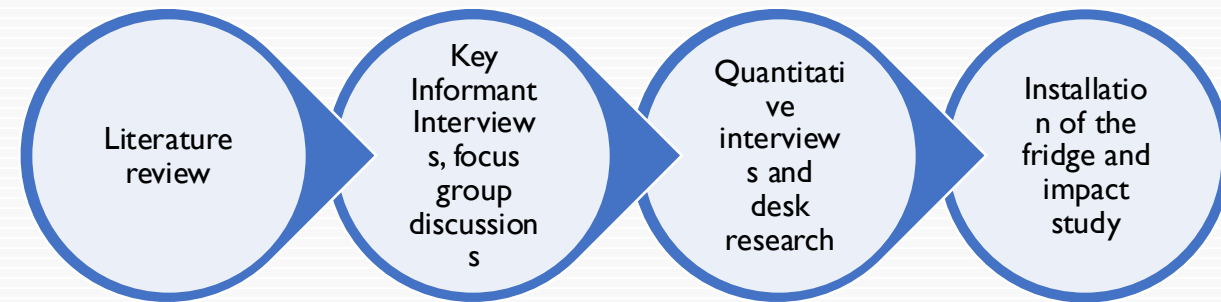 Literature
review
Key
Informant
Interview
s, focus
group
discussion
s
Quantitati
ve
interview
s and
desk
research
Installatio
n of the
fridge and
impact
study